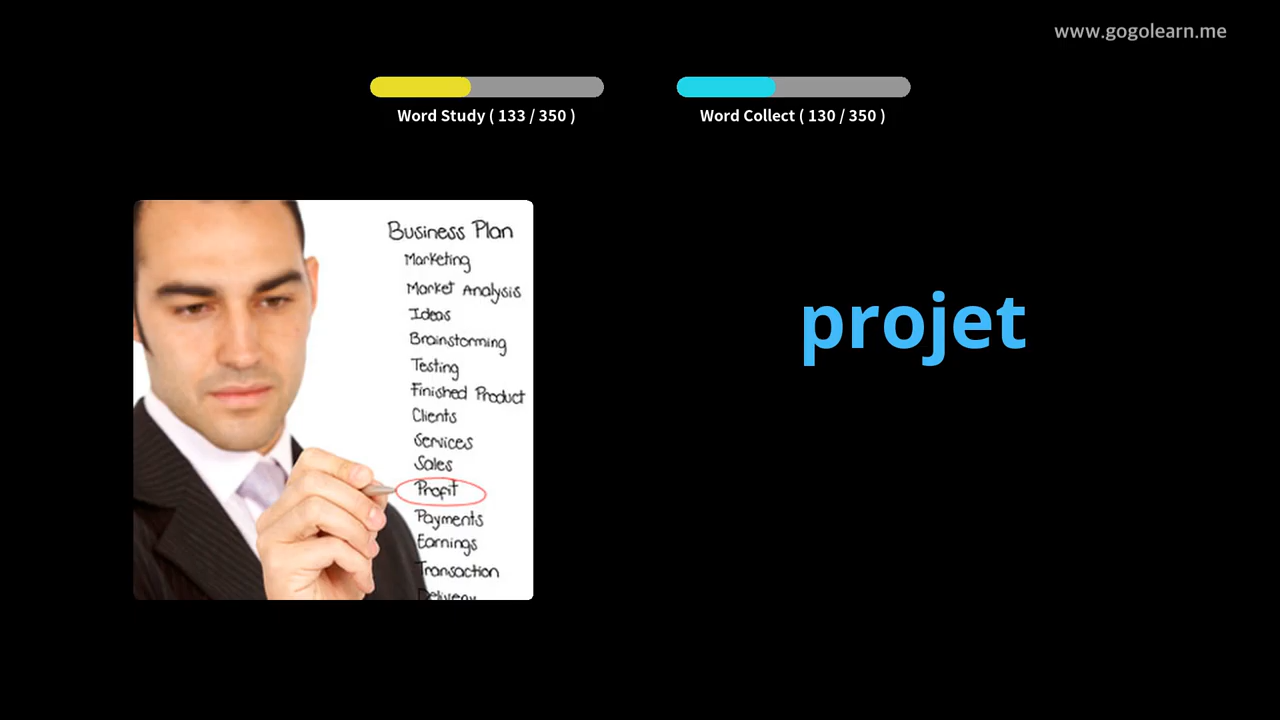 www.gogolearn.me
Word Study ( 133 / 350 )
Word Collect ( 130 / 350 )
Business Plan
Marketing
Market Analysis
Ideas
Brainstorming
Testing
Finished Product
Clients
Services
Sales
Profit
Payments
Earnings
Transaction
Delivery
projet